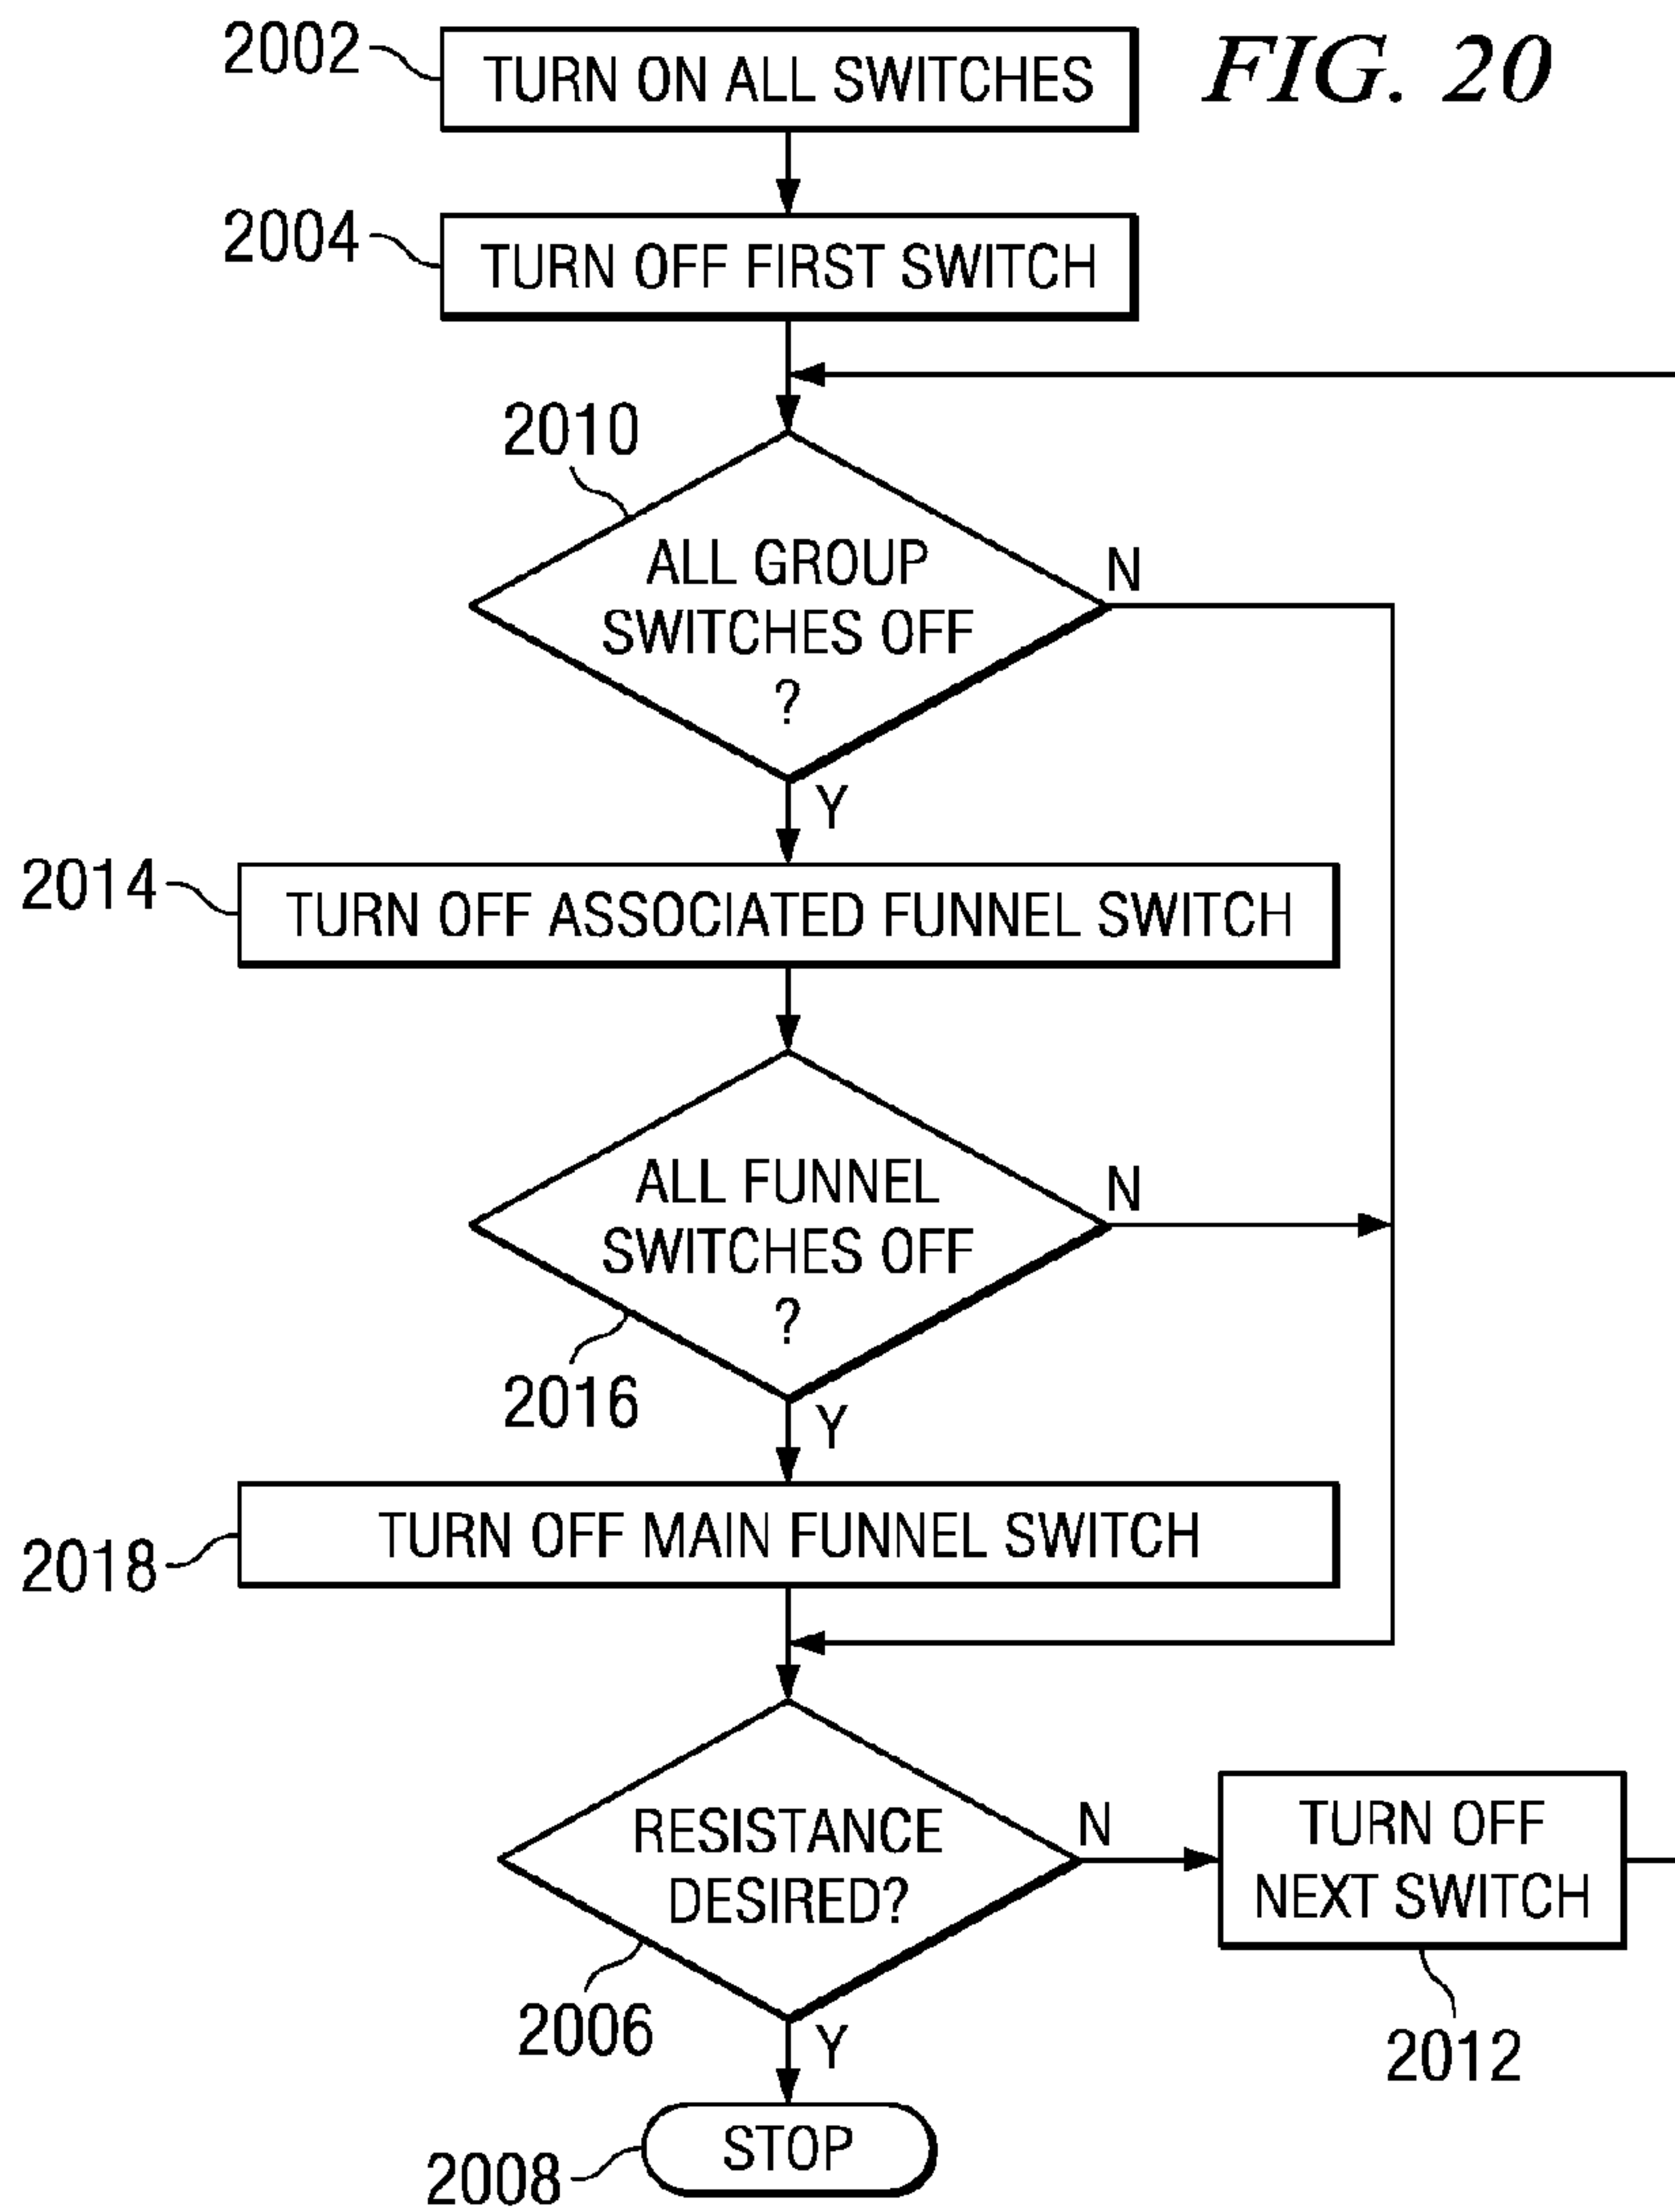 FIG. 20
2002
TURN ON ALL SWITCHES
2004
TURN OFF FIRST SWITCH
2010
ALL GROUP
SWITCHES OFF
?
N
Y
2014
TURN OFF ASSOCIATED FUNNEL SWITCH
ALL FUNNEL
SWITCHES OFF
?
N
2016
Y
TURN OFF MAIN FUNNEL SWITCH
2018
RESISTANCE
DESIRED?
N
TURN OFF
NEXT SWITCH
2006
2012
Y
STOP
2008